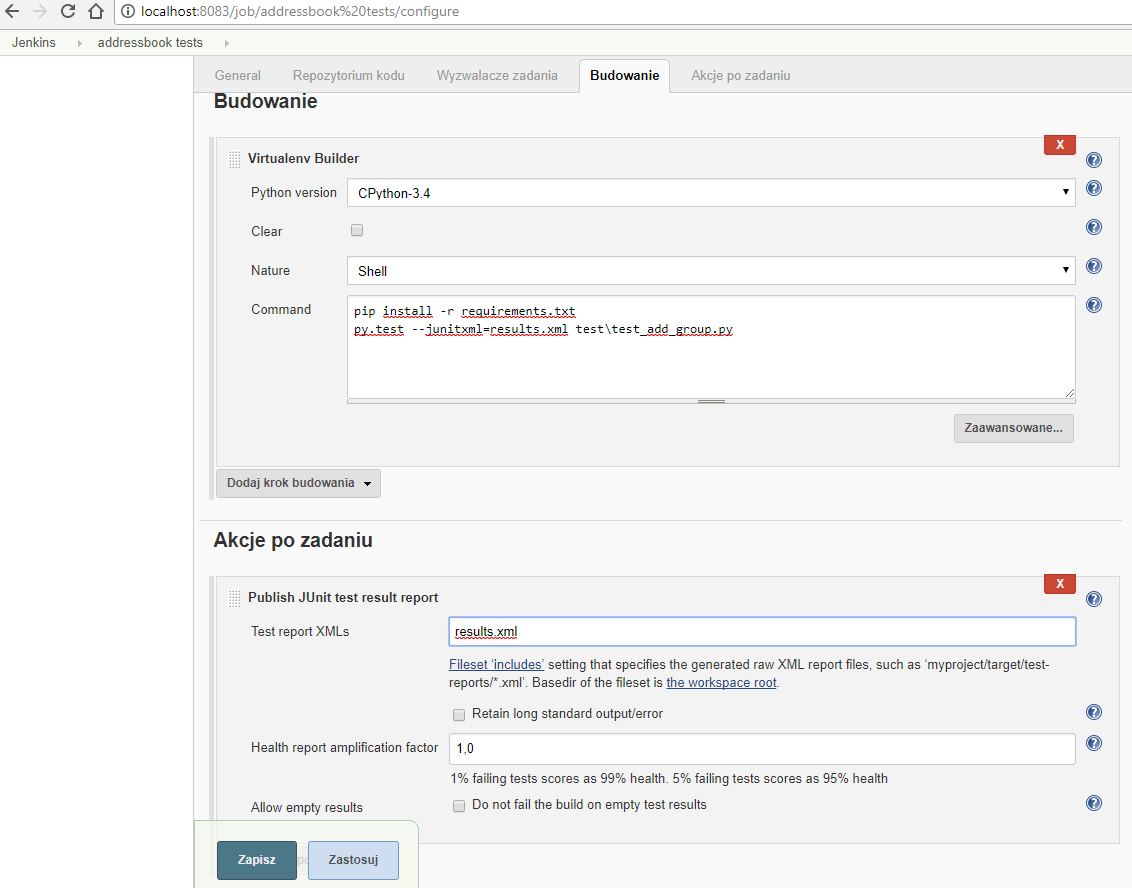 localhost:8083/job/addressbook%20tests/configure
Jenkins addressbook tests
General Repozytorium kodu Wyzwalacze zadania Budowanie Akcje po zadaniu
Budowanie
X
Virtualenv Builder
Python version CPython-3.4
Clear
Nature Shell
Command pip install -r requirements.txt
py.test --junitxml=results.xml test\test_add_group.py
Zaawansowane...
Dodaj krok budowania
Akcje po zadaniu
X
Publish JUnit test result report
Test report XMLs results.xml
Fileset ‘includes’ setting that specifies the generated raw XML report files, such as ‘myproject/target/test-
reports/*.xml’. Basedir of the fileset is the workspace root.
Retain long standard output/error
Health report amplification factor 1,0
1% failing tests scores as 99% health. 5% failing tests scores as 95% health
Allow empty results Do not fail the build on empty test results
Zapisz Zastosuj